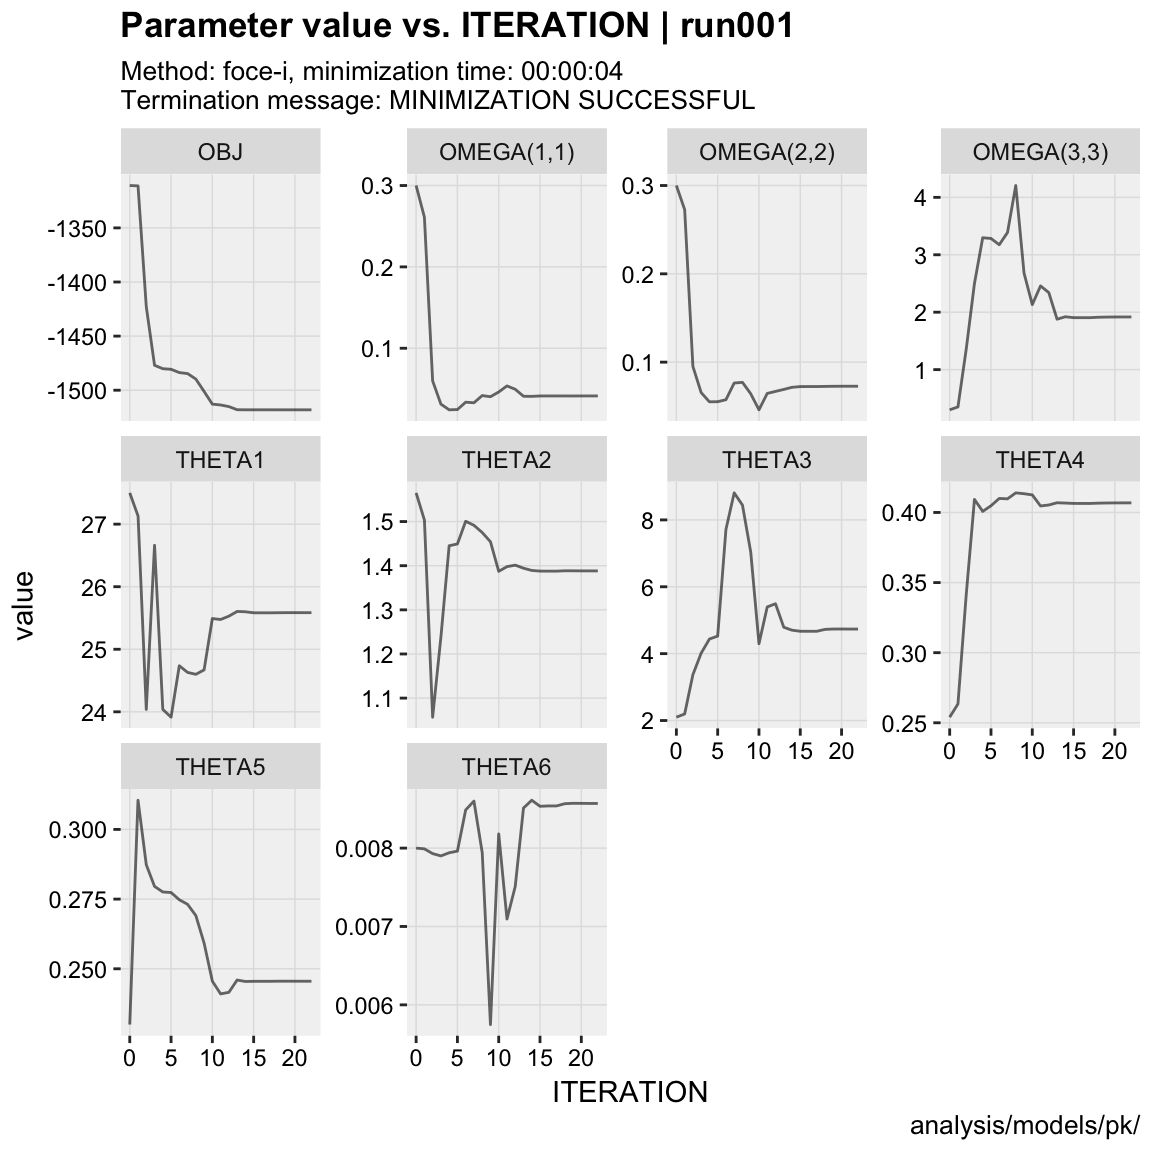 Parameter value vs. ITERATION | run001
Method: foce-i, minimization time: 00:00:04
Termination message: MINIMIZATION SUCCESSFUL
OBJ
-1350
-1400
-1450
-1500
OMEGA(1,1)
0.3
0.2
0.1
OMEGA(2,2)
0.3
0.2
0.1
OMEGA(3,3)
4
3
2
1
value
THETA1
27
26
25
24
THETA2
1.5
1.4
1.3
1.2
1.1
THETA3
8
6
4
2
0 5 10 15 20
THETA4
0.40
0.35
0.30
0.25
0 5 10 15 20
THETA5
0.300
0.275
0.250
0 5 10 15 20
THETA6
0.008
0.007
0.006
0 5 10 15 20
ITERATION
analysis/models/pk/